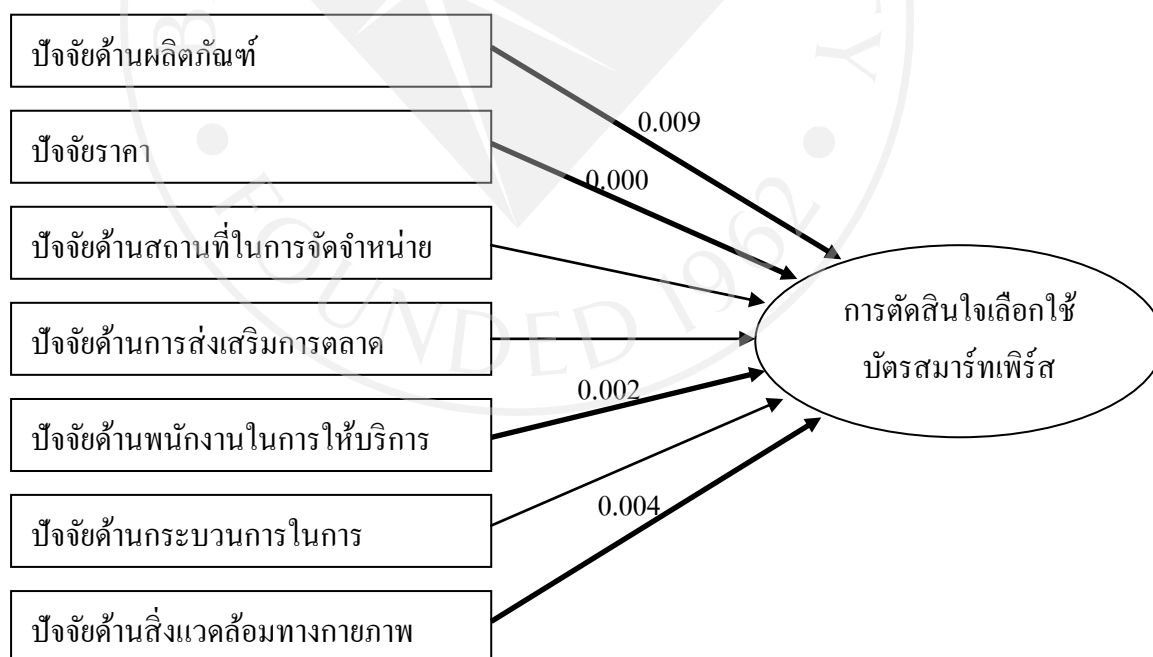 ปัจจัยด้านผลิตภัณฑ์
0.009
ปัจจัยราคา
0.000
ปัจจัยด้านสถานที่ในการจัดจำหน่าย
การตัดสินใจเลือกใช้
บัตรสมาร์ทเพิร์ส
ปัจจัยด้านการส่งเสริมการตลาด
0.002
ปัจจัยด้านพนักงานในการให้บริการ
0.004
ปัจจัยด้านกระบวนการในการ
ปัจจัยด้านสิ่งแวดล้อมทางกายภาพ
FOUNDED 1962